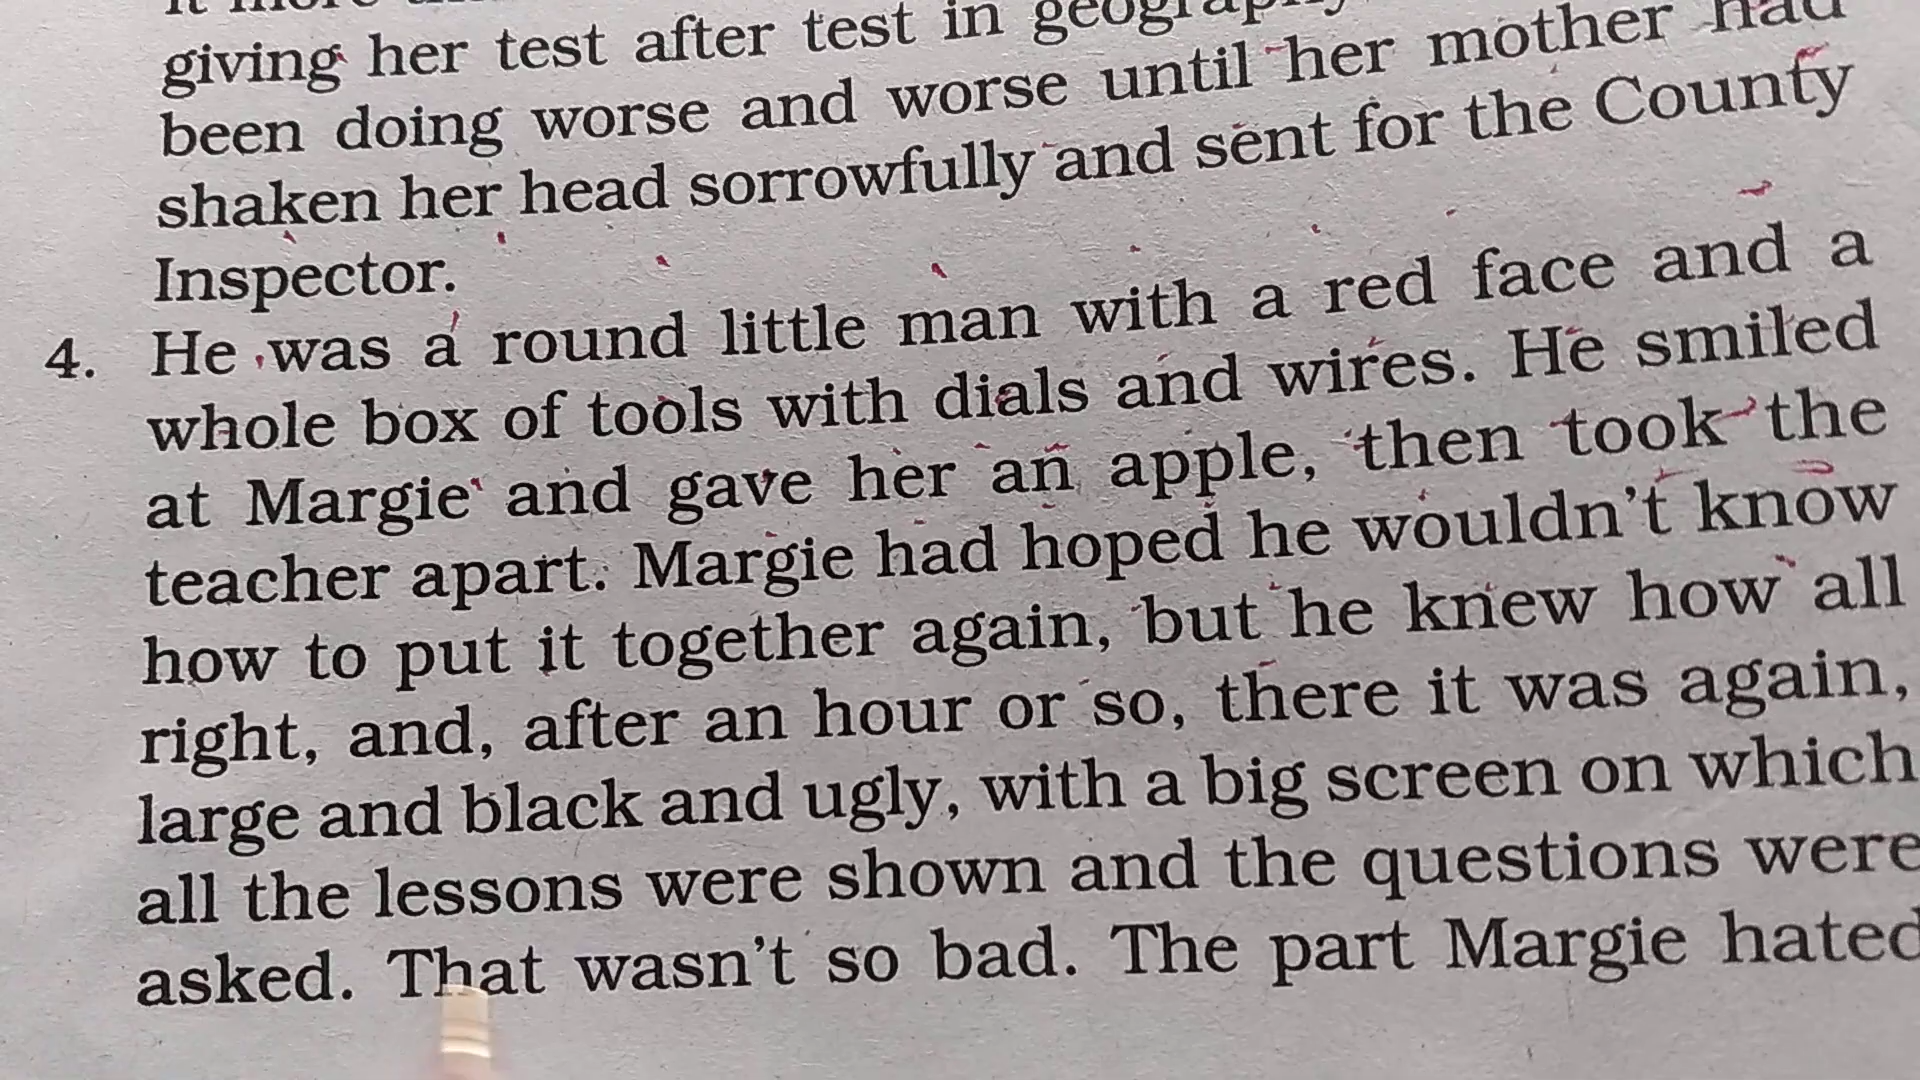 giving her test after test in geography
been doing worse and worse until her mother had
shaken her head sorrowfully and sent for the County
Inspector.
4. He was a round little man with a red face and a
whole box of tools with dials and wires. He smiled
at Margie and gave her an apple, then took the
teacher apart. Margie had hoped he wouldn't know
how to put it together again, but he knew how all
right, and, after an hour or so, there it was again,
large and black and ugly, with a big screen on which
all the lessons were shown and the questions were
asked. That wasn't so bad. The part Margie hated